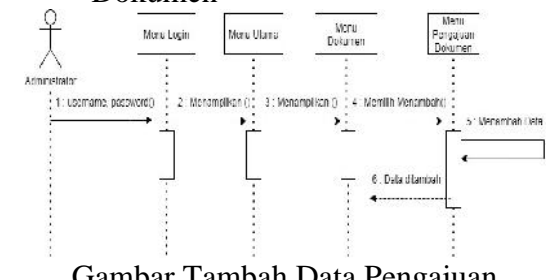 Dokumen
Menu Login
Menu Utama
Menu
Dokumen
Menu
Pengajuan
Dokumen
Administrator
1 : username, password()
2 : Menampilkan ()
3 : Menampilkan ()
4 : Memilih Menambah()
5 : Menambah Data
6 : Data ditambah
Gambar Tambah Data Pengajuan